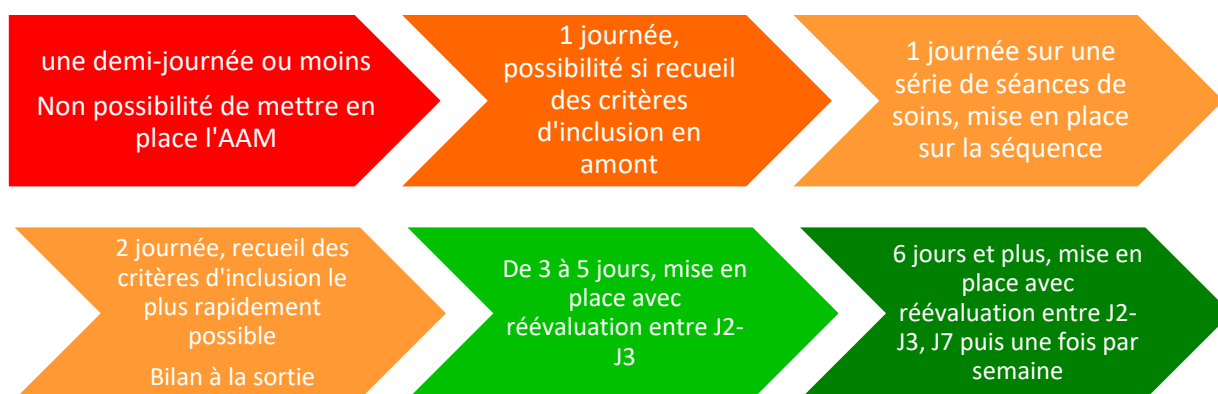 une demi-journée ou moins
Non possibilité de mettre en
place l'AAM
1 journée,
possibilité si recueil
des critères
d'inclusion en
amont
1 journée sur une
série de séances de
soins, mise en place
sur la séquence
2 journée, recueil des
critères d'inclusion le
plus rapidement
possible
Bilan à la sortie
De 3 à 5 jours, mise en
place avec
réévaluation entre J2-
J3
6 jours et plus, mise en
place avec
réévaluation entre J2-
J3, J7 puis une fois par
semaine